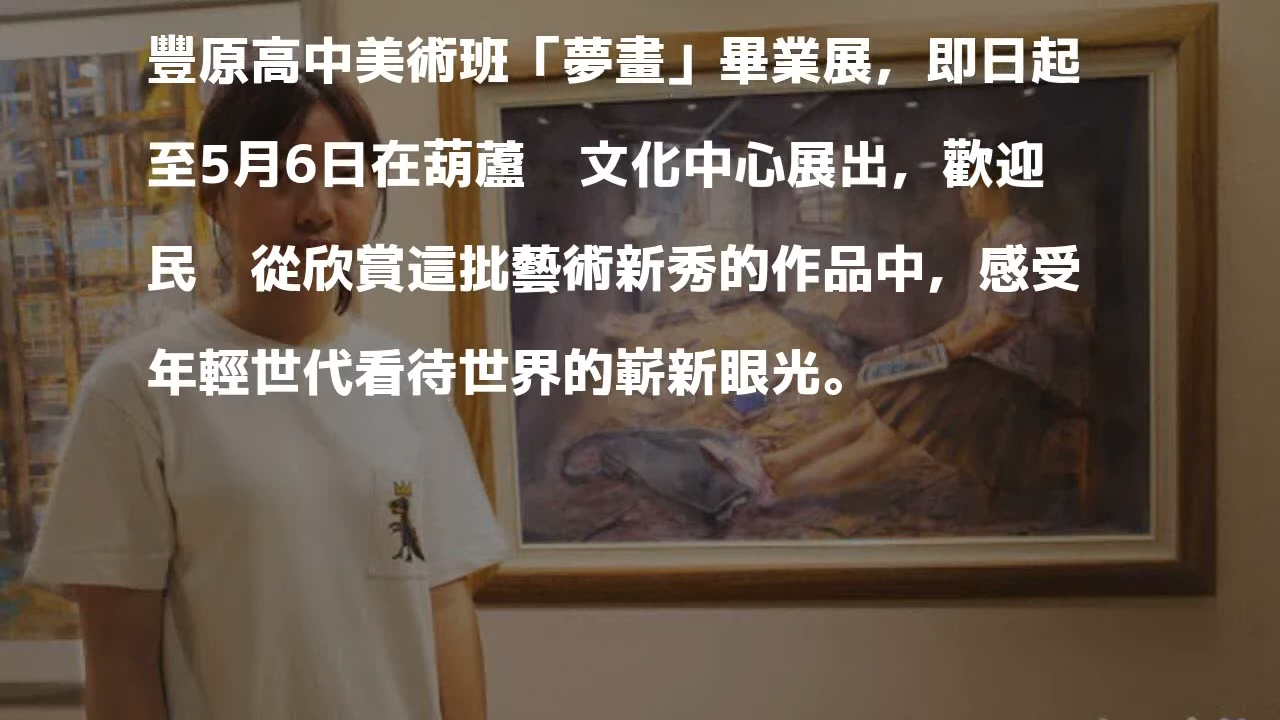 豐原高中美術班「夢畫」畢業展，即日起
至5月6日在葫蘆　文化中心展出，歡迎
民　從欣賞這批藝術新秀的作品中，感受
年輕世代看待世界的嶄新眼光。